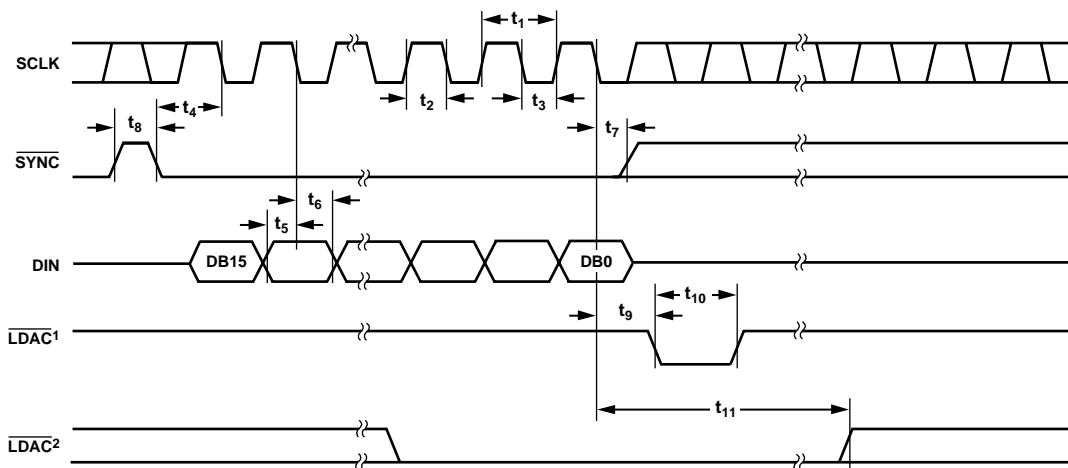 t1
SCLK
t4
t2
t3
t8
t7
SYNC
t6
t5
DIN
DB15
DB0
t10
t9
LDAC1
t11
LDAC2